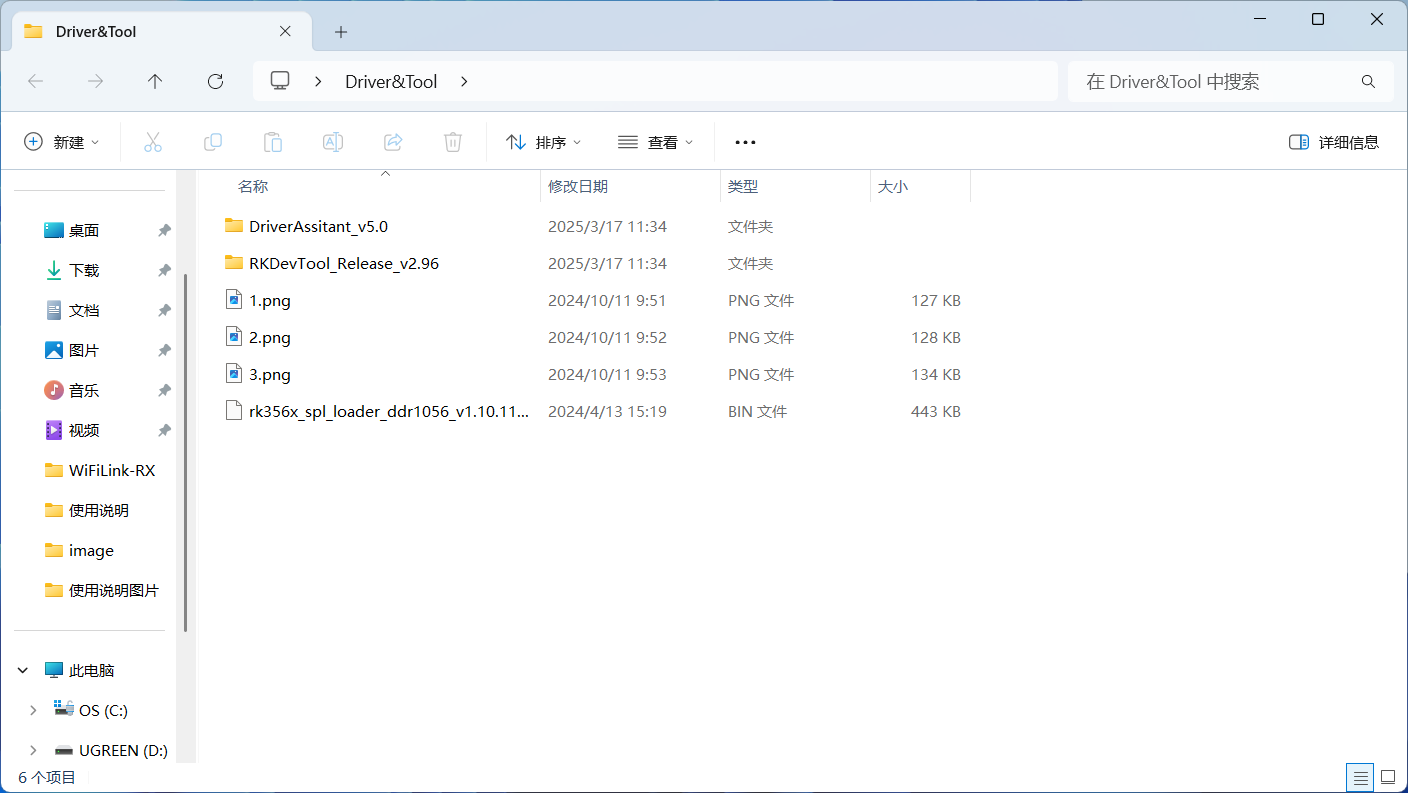 Driver&Tool
Driver&Tool
在 Driver&Tool 中搜索
新建
排序
查看
详细信息
名称 修改日期 类型 大小
DriverAssitant_v5.0 2025/3/17 11:34 文件夹
RKDevTool_Release_v2.96 2025/3/17 11:34 文件夹
1.png 2024/10/11 9:51 PNG 文件 127 KB
2.png 2024/10/11 9:52 PNG 文件 128 KB
3.png 2024/10/11 9:53 PNG 文件 134 KB
rk356x_spl_loader_ddr1056_v1.10.11... 2024/4/13 15:19 BIN 文件 443 KB
桌面
下载
文档
图片
音乐
视频
WiFiLink-RX
使用说明
image
使用说明图片
此电脑
OS (C:)
UGREEN (D:)
6 个项目